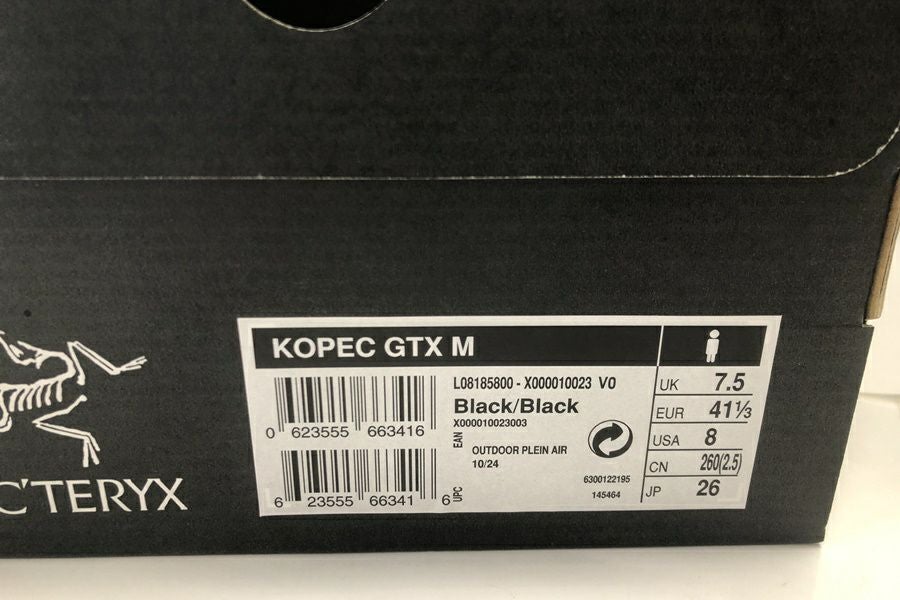 KOPEC GTX M
L08185800 - X000010023 V0
Black/Black
X000010023003
0 623555 663416
EAN
OUTDOOR PLEIN AIR
10/24
6300122195
145464
6 23555 66341 6
UPC
UK 7.5
EUR 41⅓
USA 8
CN 260(2.5)
JP 26
C'TERYX